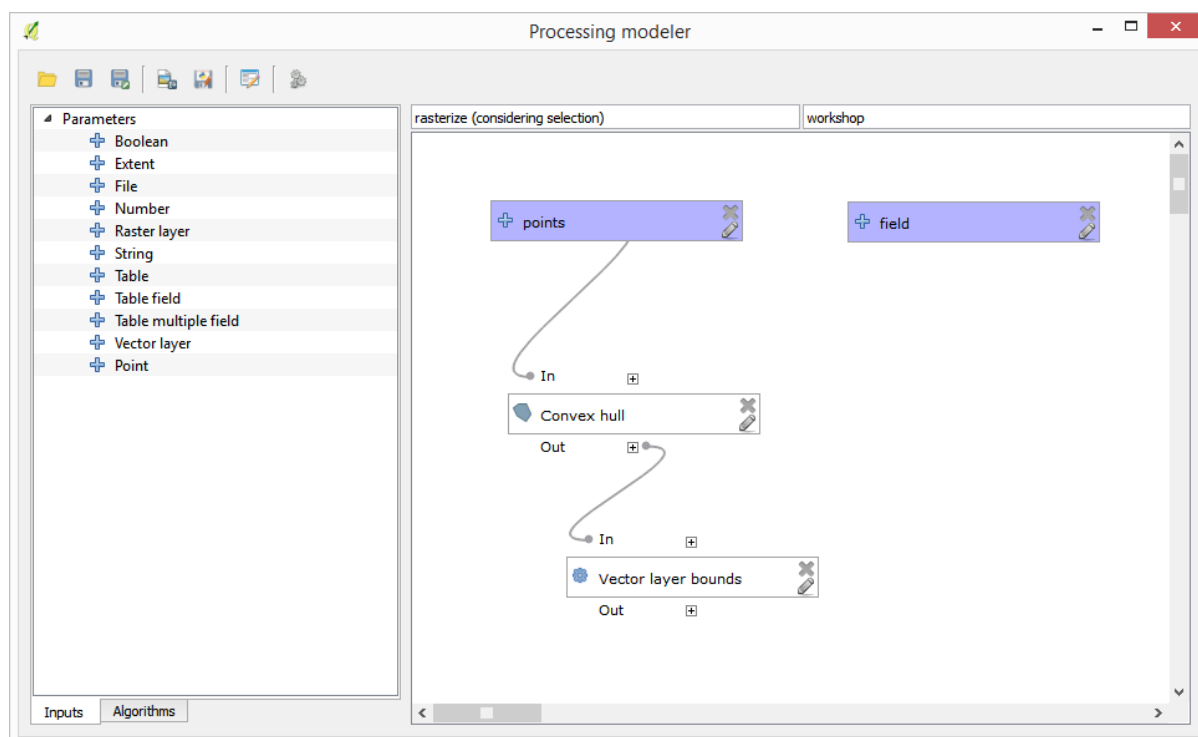 Processing modeler
Parameters
Boolean
Extent
File
Number
Raster layer
String
Table
Table field
Table multiple field
Vector layer
Point
Inputs
Algorithms
rasterize (considering selection)
workshop
points
field
In
Convex hull
Out
In
Vector layer bounds
Out